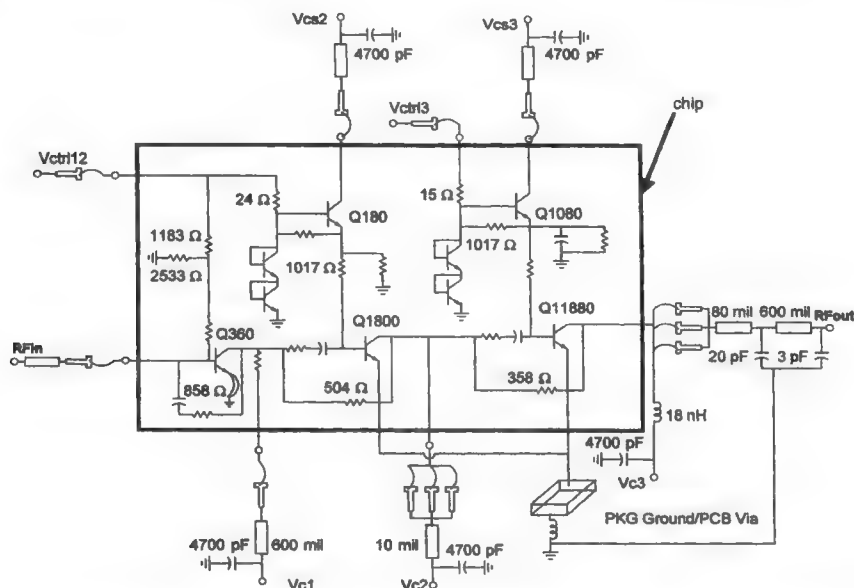 Vcs2
4700 pF
Vcs3
4700 pF
Vctrl3
chip
Vctrl12
24 Ω
Q180
15 Ω
Q1080
1183 Ω
2533 Ω
1017 Ω
1017 Ω
Q360
Q1800
Q11880
80 mil
600 mil
RFout
RFin
20 pF
3 pF
858 Ω
504 Ω
358 Ω
18 nH
4700 pF
Vc3
PKG Ground/PCB Via
4700 pF
600 mil
10 mil
4700 pF
Vc1
Vc2